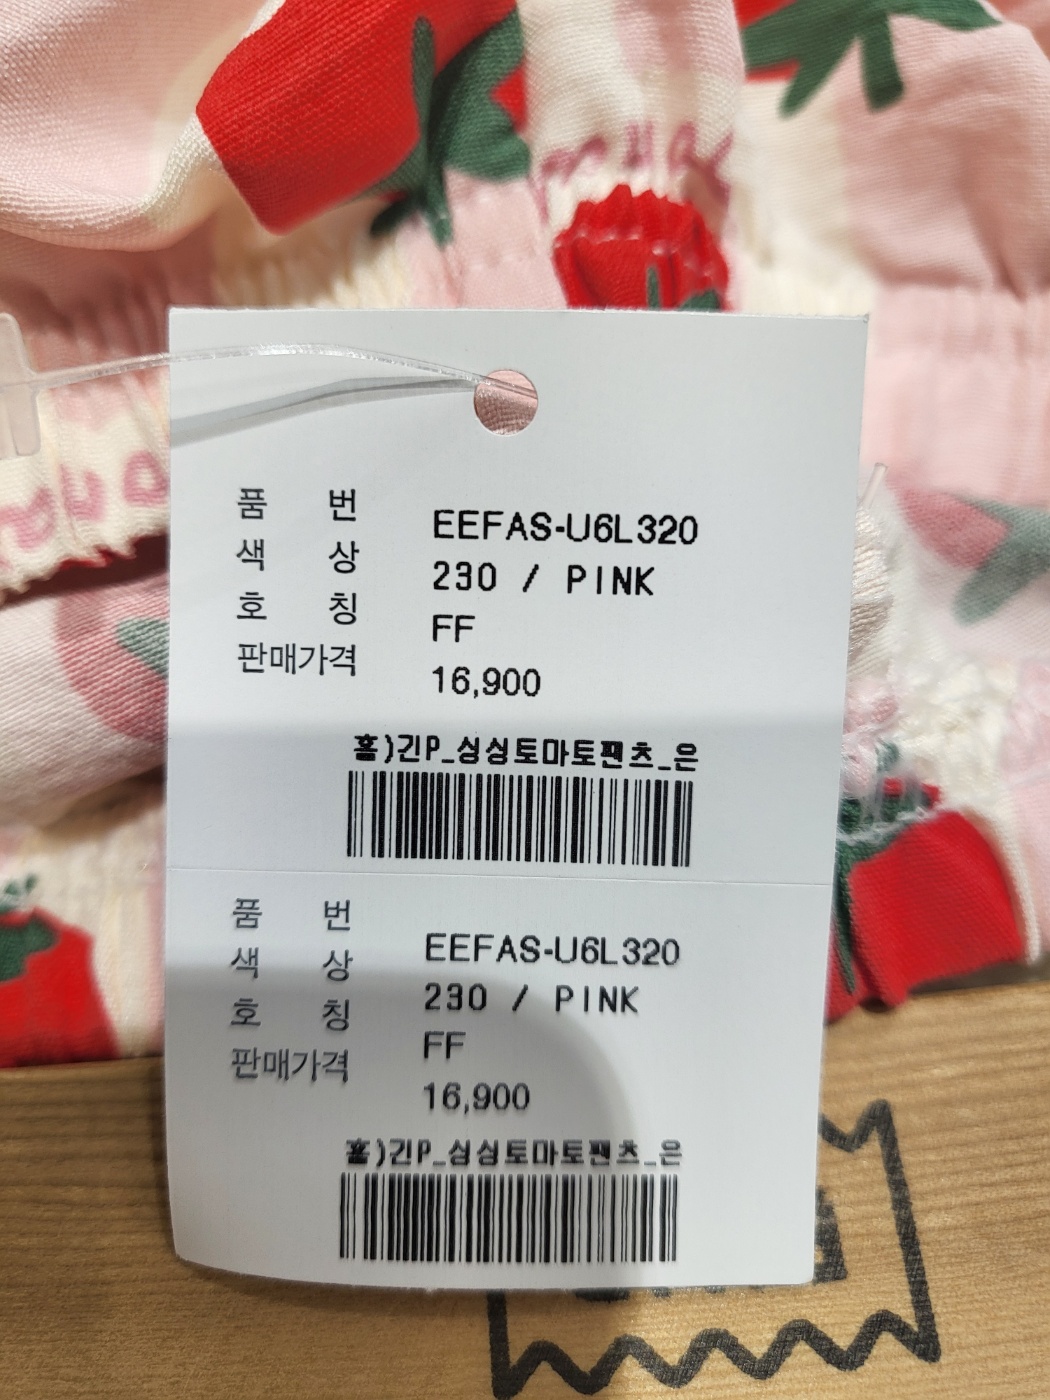 품 번 EEFAS-U6L320
색 상 230 / PINK
호 칭 FF
판매가격 16,900
홑)긴P_싱싱토마토팬츠_은
품 번 EEFAS-U6L320
색 상 230 / PINK
호 칭 FF
판매가격 16,900
홑)긴P_싱싱토마토팬츠_은